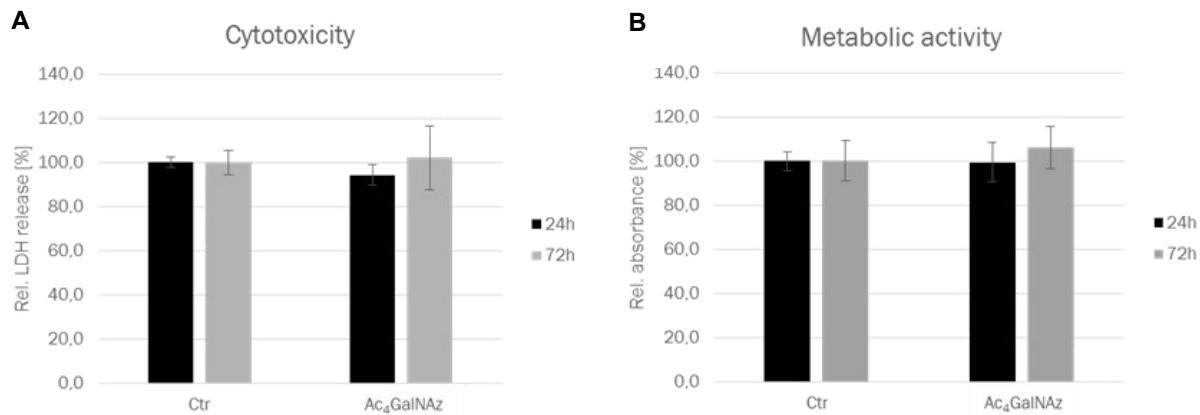 A
Cytotoxicity
140,0
120,0
100,0
80,0
60,0
40,0
20,0
0,0
Rel. LDH release [%]
Ctr
Ac₄GalNAz
24h
72h
B
Metabolic activity
140,0
120,0
100,0
80,0
60,0
40,0
20,0
0,0
Rel. absorbance [%]
Ctr
Ac₄GalNAz
24h
72h